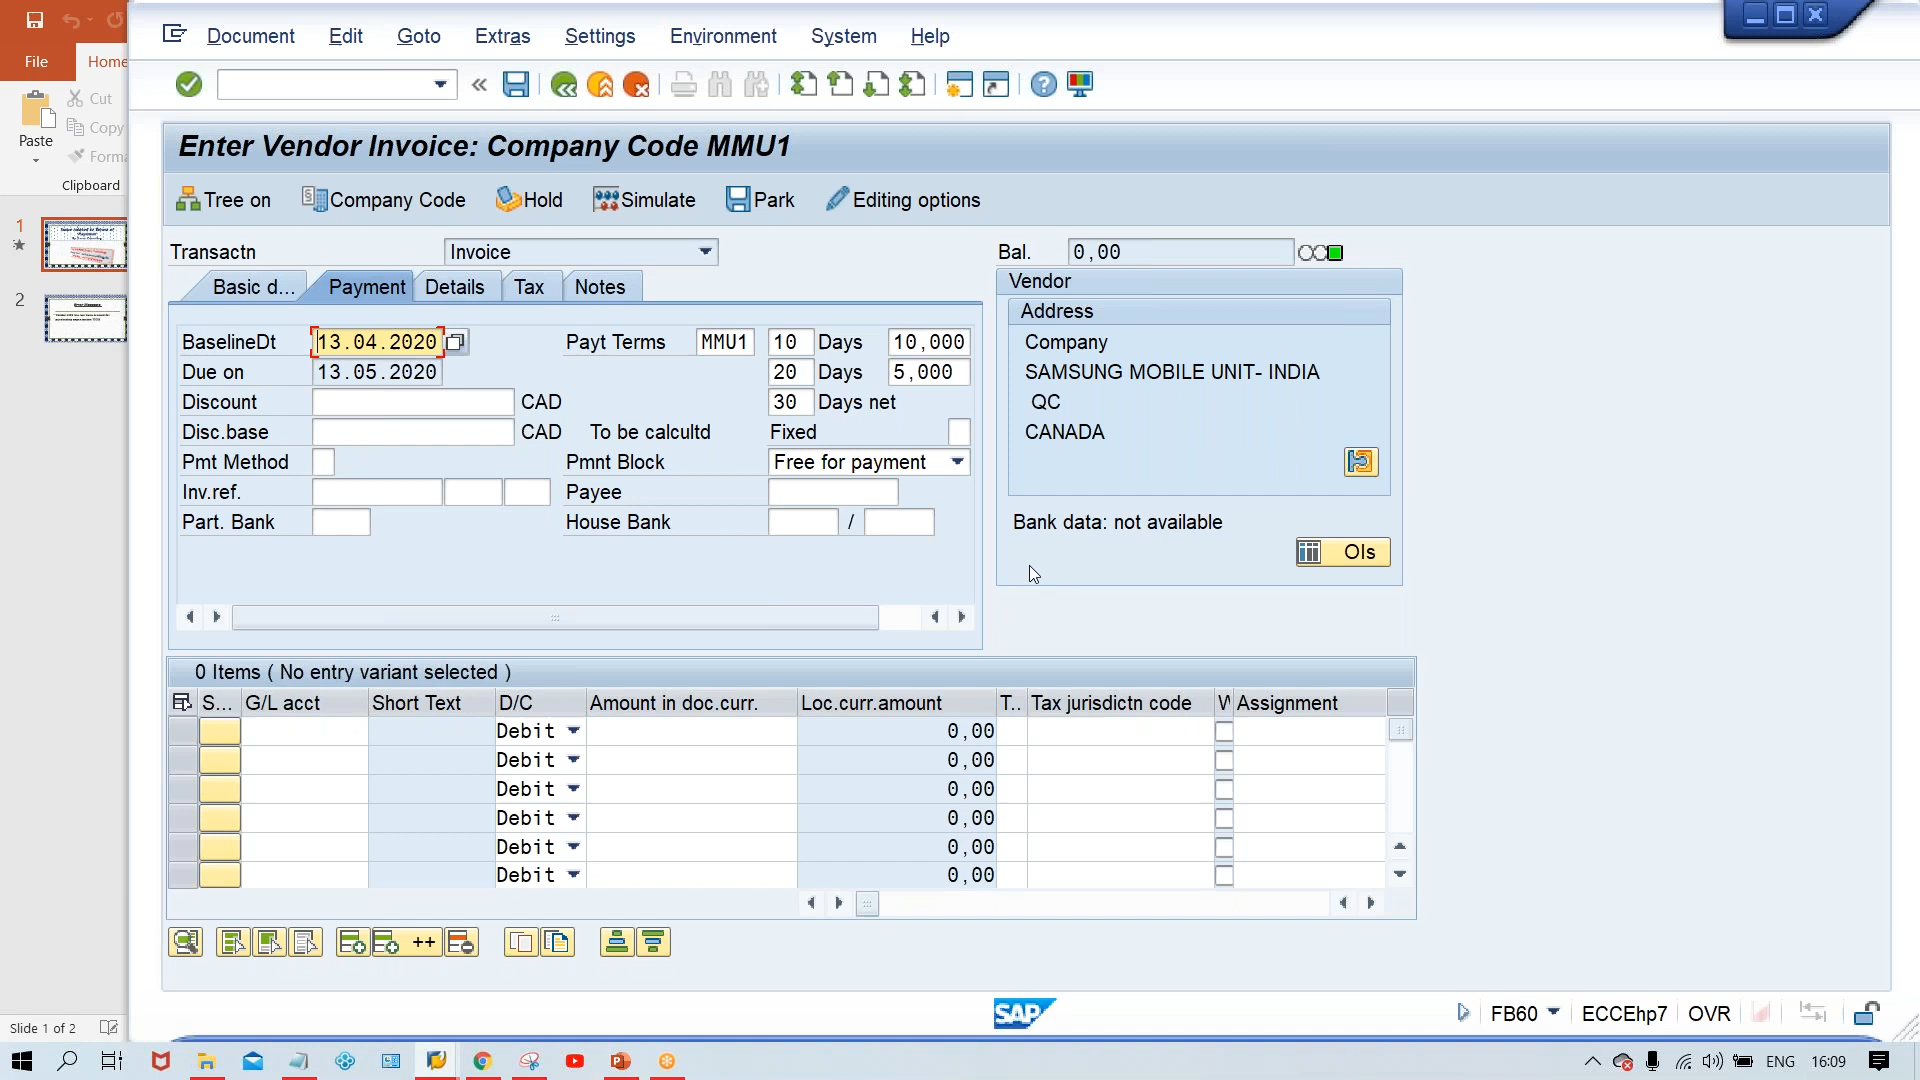 Document Edit Goto Extras Settings Environment System Help
File Home
Cut
Copy
Paste Forma
Clipboard
Enter Vendor Invoice: Company Code MMU1
Tree on Company Code Hold Simulate Park Editing options
Transactn Invoice Bal. 0,00
Basic d... Payment Details Tax Notes
BaselineDt 13.04.2020 Payt Terms MMU1 10 Days 10,000
Due on 13.05.2020 20 Days 5,000
Discount CAD 30 Days net
Disc.base CAD To be calcultd Fixed
Pmt Method Pmnt Block Free for payment
Inv.ref. Payee
Part. Bank House Bank /
Vendor
Address
Company
SAMSUNG MOBILE UNIT- INDIA
QC
CANADA
Bank data: not available
OIs
0 Items ( No entry variant selected )
S... G/L acct Short Text D/C Amount in doc.curr. Loc.curr.amount T.. Tax jurisdictn code W Assignment
Debit 0,00
Debit 0,00
Debit 0,00
Debit 0,00
Debit 0,00
Debit 0,00
++
1
2
SAP FB60 ECCEhp7 OVR
Slide 1 of 2
ENG 16:09